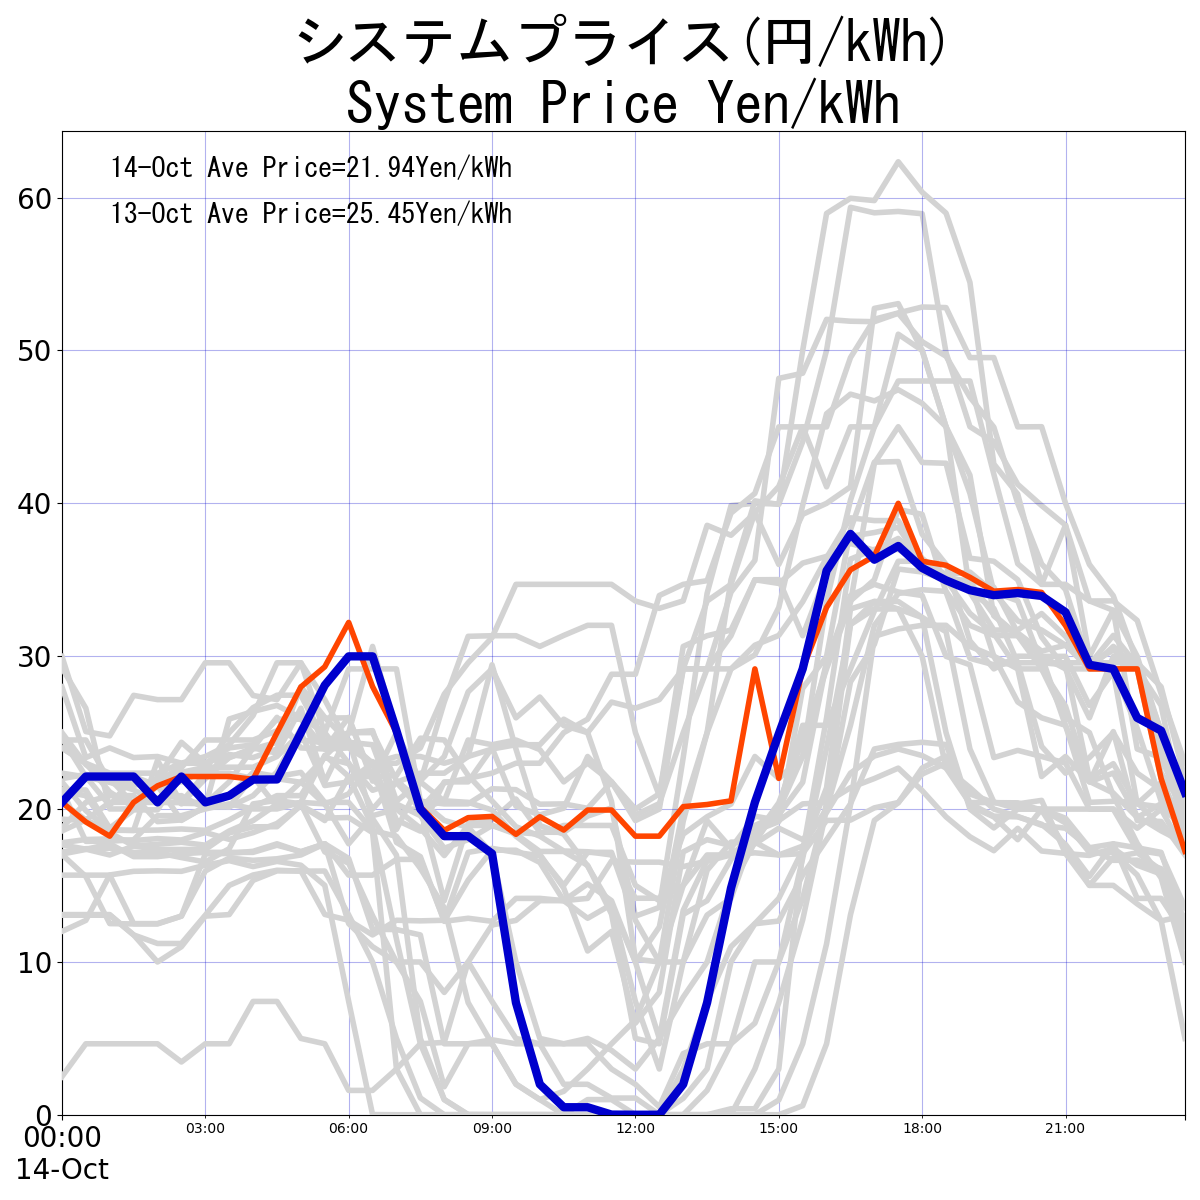 システムプライス(円/kWh)
System Price Yen/kWh
14-Oct Ave Price=21.94Yen/kWh
13-Oct Ave Price=25.45Yen/kWh
60
50
40
30
20
10
0
00:00 03:00 06:00 09:00 12:00 15:00 18:00 21:00
14-Oct